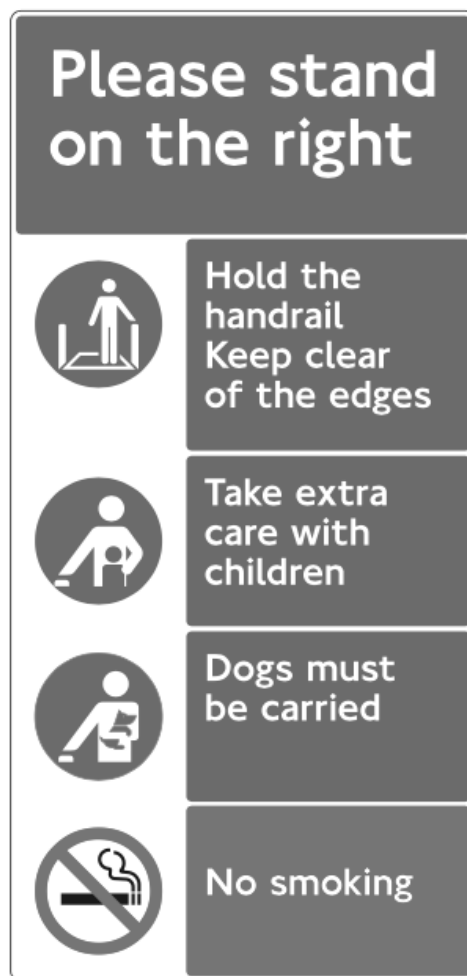 Please stand
on the right
Hold the
handrail
Keep clear
of the edges
Take extra
care with
children
Dogs must
be carried
No smoking